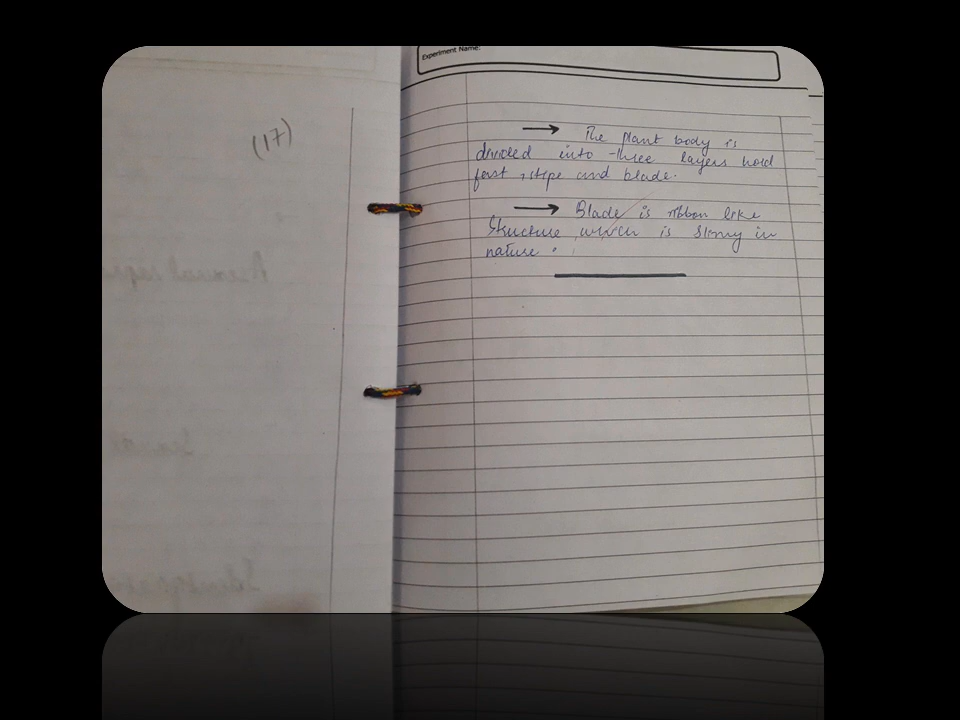 (17)
Experiment Name:
→ The plant body is
divided into three layers hold
fast, stipe and blade.
→ Blade is ribbon like
Structure which is slimy in
nature.